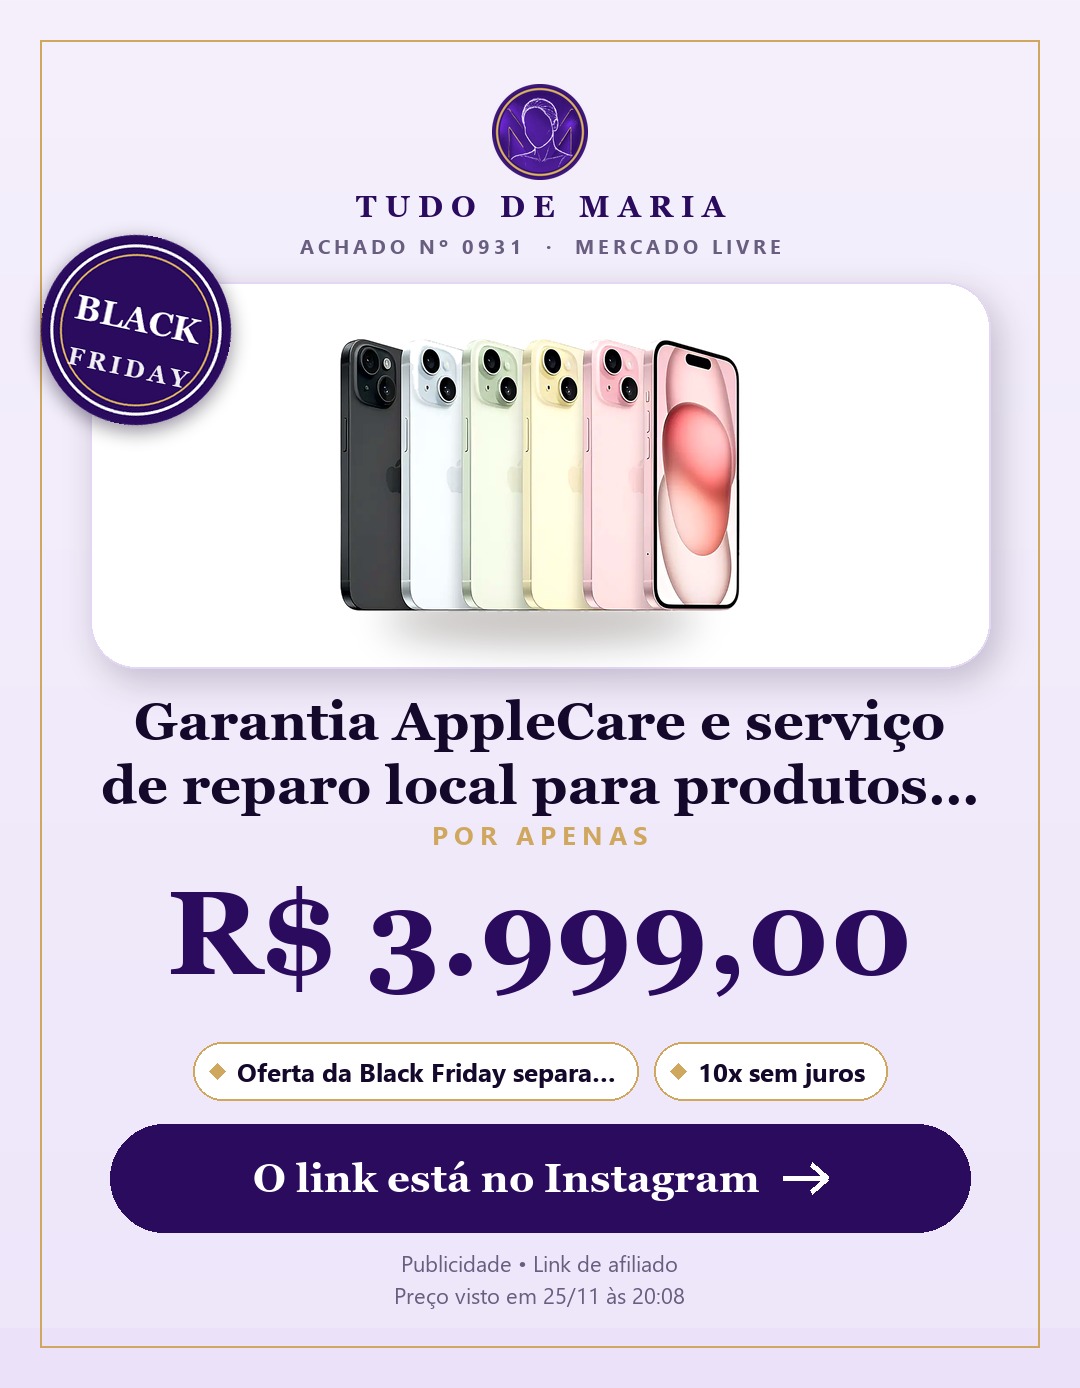 TUDO DE MARIA
ACHADO Nº 0931 · MERCADO LIVRE
BLACK
FRIDAY
Garantia AppleCare e serviço
de reparo local para produtos...
POR APENAS
R$ 3.999,00
Oferta da Black Friday separa...
10x sem juros
O link está no Instagram →
Publicidade • Link de afiliado
Preço visto em 25/11 às 20:08